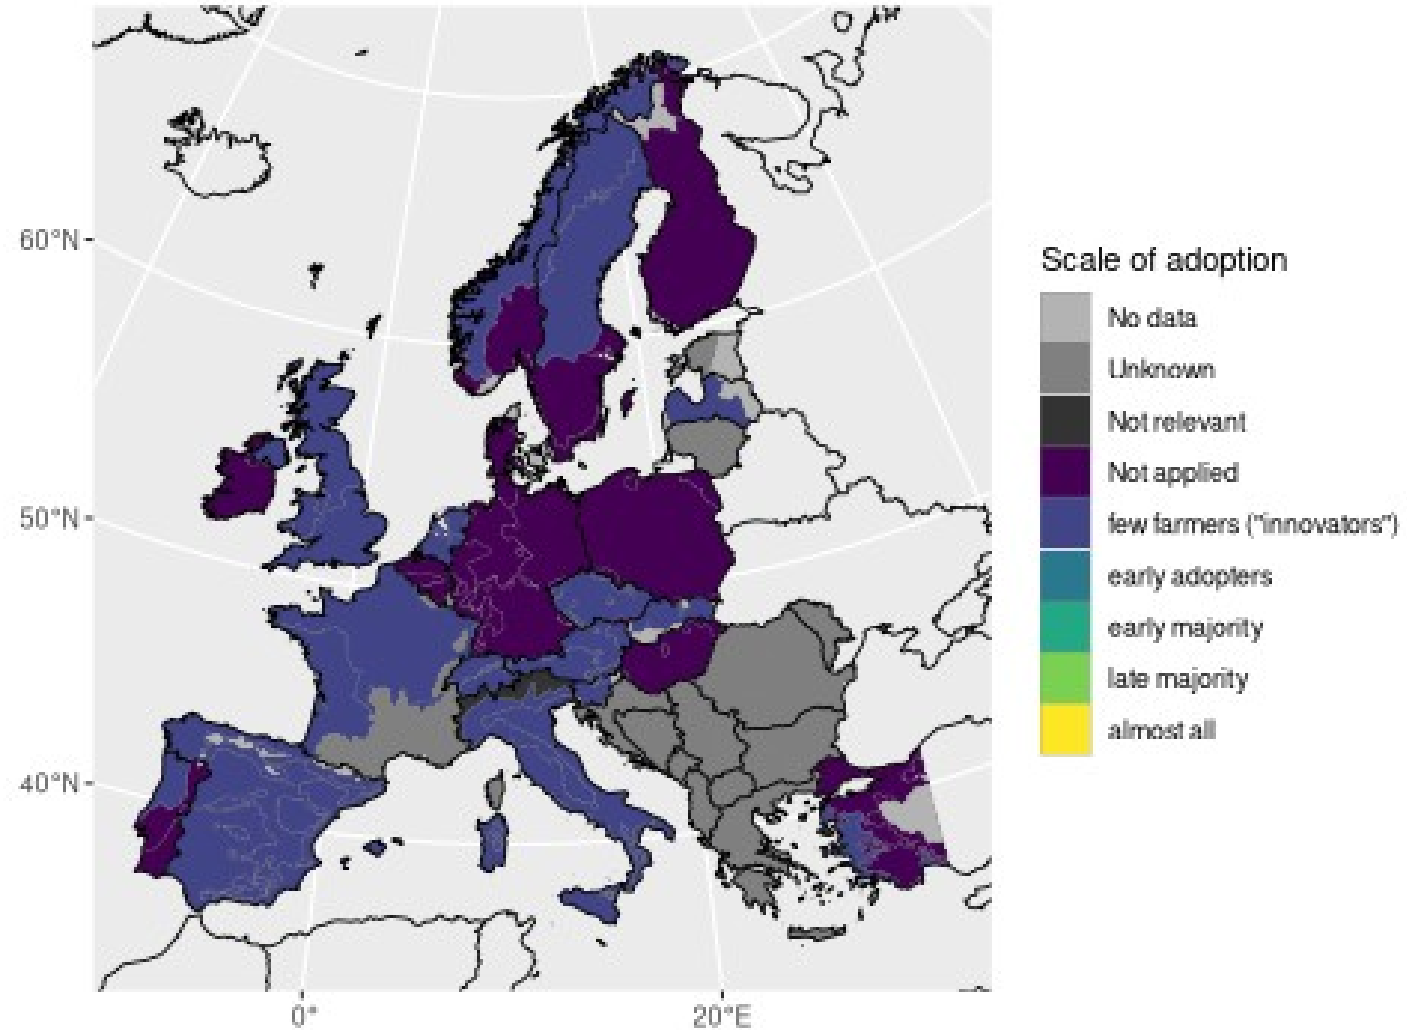 60°N
50°N
40°N
0°
20°E
Scale of adoption
No data
Unknown
Not relevant
Not applied
few farmers ("innovators")
early adopters
early majority
late majority
almost all